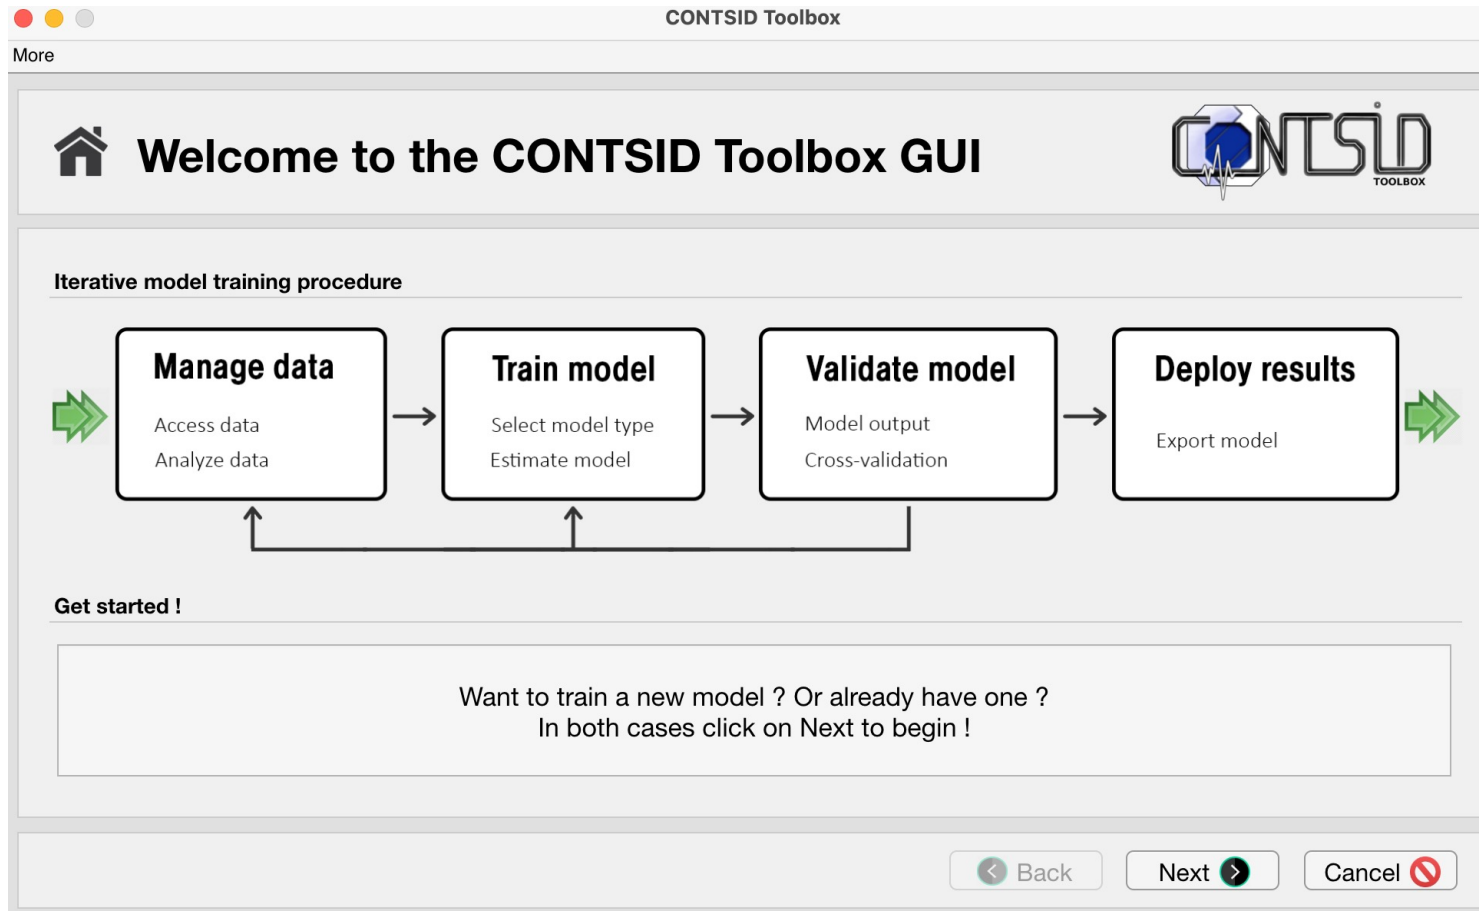 CONTSID Toolbox
More
Welcome to the CONTSID Toolbox GUI
CONTSID
TOOLBOX
Iterative model training procedure
Manage data
Access data
Analyze data
Train model
Select model type
Estimate model
Validate model
Model output
Cross-validation
Deploy results
Export model
Get started !
Want to train a new model ? Or already have one ?
In both cases click on Next to begin !
Back
Next
Cancel